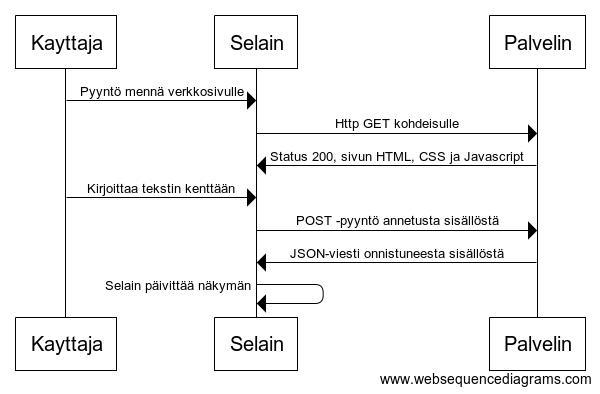 Kayttaja
Selain
Palvelin
Pyyntö mennä verkkosivulle
Http GET kohdeisulle
Status 200, sivun HTML, CSS ja Javascript
Kirjoittaa tekstin kenttään
POST -pyyntö annetusta sisällöstä
JSON-viesti onnistuneesta sisällöstä
Selain päivittää näkymän
Kayttaja
Selain
Palvelin
www.websequencediagrams.com